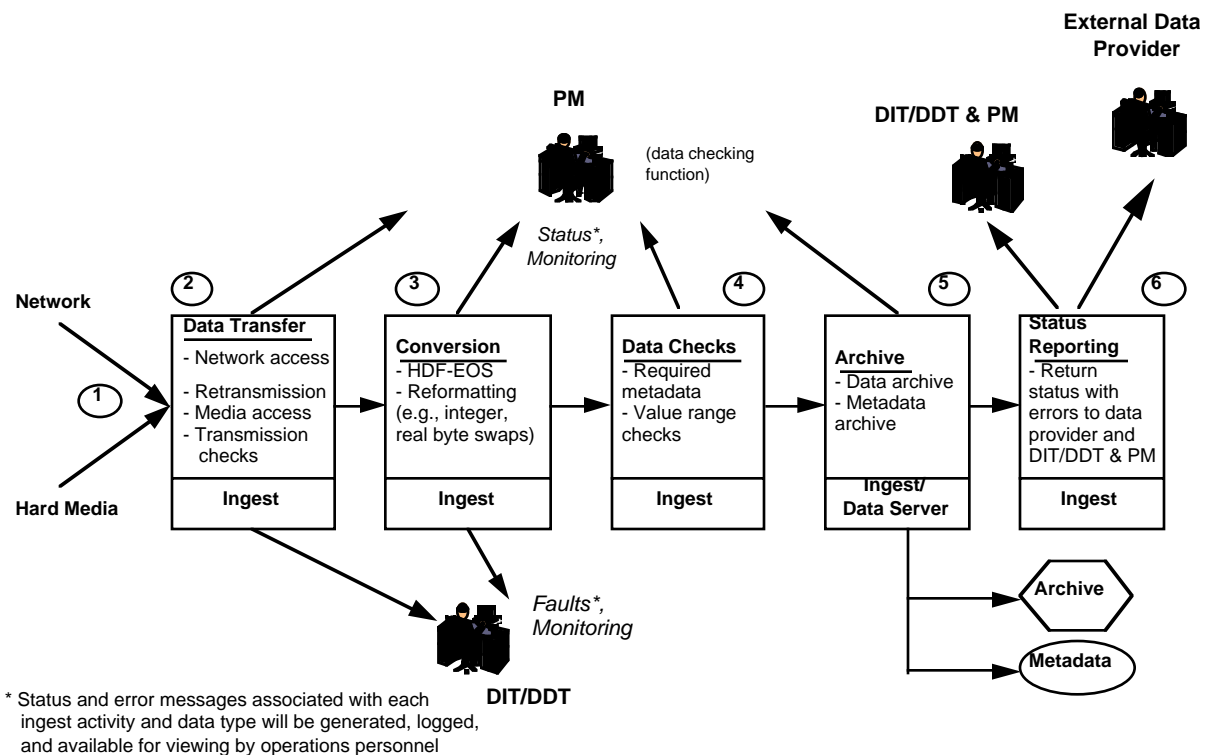 External Data
Provider
PM
DIT/DDT & PM
(data checking
function)
Status*,
Monitoring
Network
1
Hard Media
2
Data Transfer
- Network access
- Retransmission
- Media access
- Transmission
checks
Ingest
3
Conversion
- HDF-EOS
- Reformatting
(e.g., integer,
real byte swaps)
Ingest
4
Data Checks
- Required
metadata
- Value range
checks
Ingest
5
Archive
- Data archive
- Metadata
archive
Ingest/
Data Server
6
Status
Reporting
- Return
status with
errors to data
provider and
DIT/DDT & PM
Ingest
Archive
Metadata
Faults*,
Monitoring
DIT/DDT
* Status and error messages associated with each
ingest activity and data type will be generated, logged,
and available for viewing by operations personnel